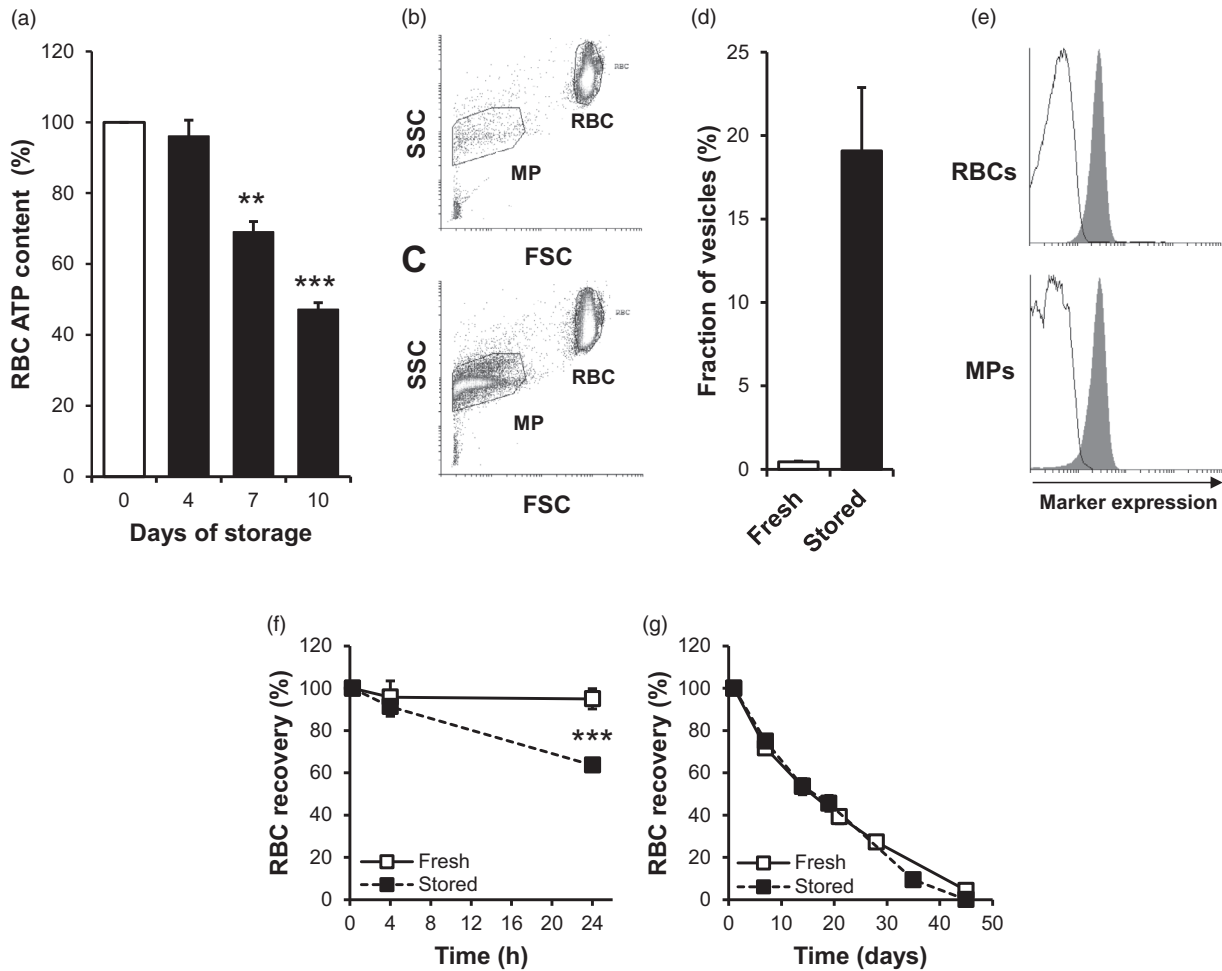 (a)
120
100
80
60
40
20
0
RBC ATP content (%)
**
***
0 4 7 10
Days of storage
(b)
SSC
RBC
RBC
MP
FSC
C
SSC
RBC
RBC
MP
FSC
(d)
25
20
15
10
5
0
Fraction of vesicles (%)
Fresh
Stored
(e)
RBCs
MPs
Marker expression
(f)
120
100
80
60
40
20
0
RBC recovery (%)
***
Fresh
Stored
0 4 8 12 16 20 24
Time (h)
(g)
120
100
80
60
40
20
0
RBC recovery (%)
Fresh
Stored
0 10 20 30 40 50
Time (days)